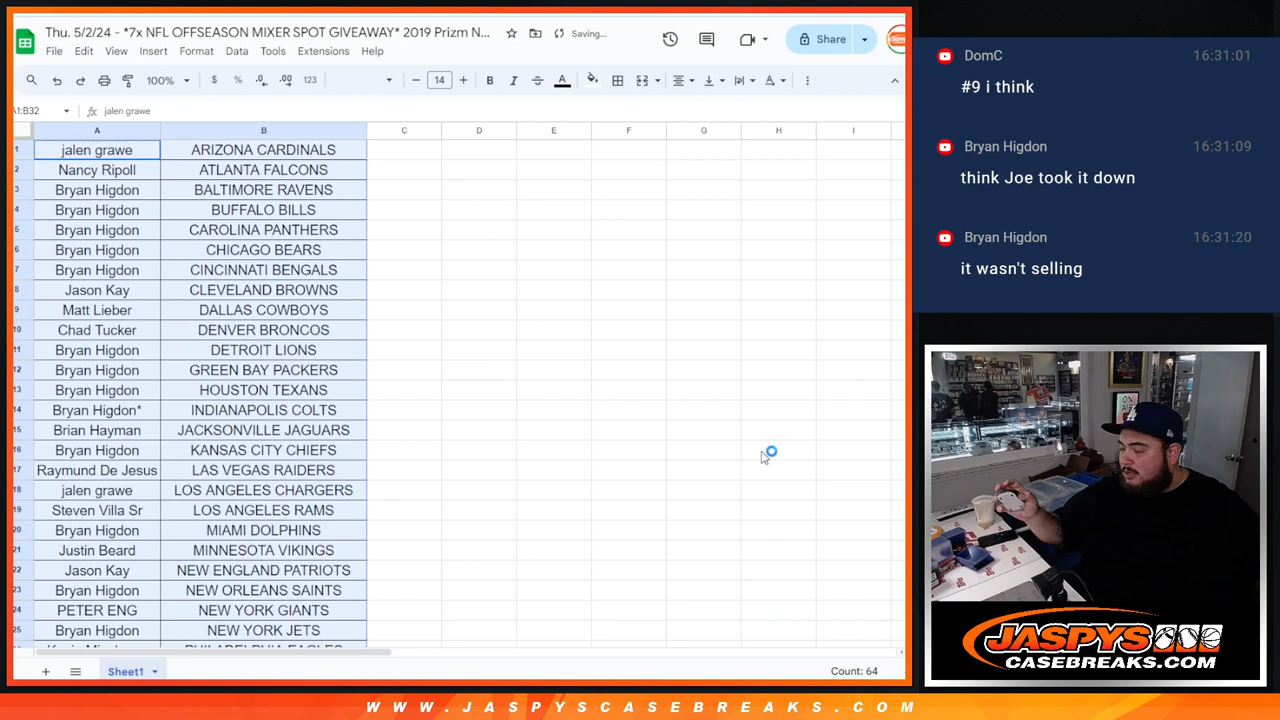 Thu. 5/2/24 - *7x NFL OFFSEASON MIXER SPOT GIVEAWAY* 2019 Prizm N...
Saving...
Share
File Edit View Insert Format Data Tools Extensions Help
100% $ % .0 .00 123 14 B I A
A1:B32 fx jalen grawe
A B C D E F G H I
1 jalen grawe ARIZONA CARDINALS
2 Nancy Ripoll ATLANTA FALCONS
3 Bryan Higdon BALTIMORE RAVENS
4 Bryan Higdon BUFFALO BILLS
5 Bryan Higdon CAROLINA PANTHERS
6 Bryan Higdon CHICAGO BEARS
7 Bryan Higdon CINCINNATI BENGALS
8 Jason Kay CLEVELAND BROWNS
9 Matt Lieber DALLAS COWBOYS
10 Chad Tucker DENVER BRONCOS
11 Bryan Higdon DETROIT LIONS
12 Bryan Higdon GREEN BAY PACKERS
13 Bryan Higdon HOUSTON TEXANS
14 Bryan Higdon* INDIANAPOLIS COLTS
15 Brian Hayman JACKSONVILLE JAGUARS
16 Bryan Higdon KANSAS CITY CHIEFS
17 Raymund De Jesus LAS VEGAS RAIDERS
18 jalen grawe LOS ANGELES CHARGERS
19 Steven Villa Sr LOS ANGELES RAMS
20 Bryan Higdon MIAMI DOLPHINS
21 Justin Beard MINNESOTA VIKINGS
22 Jason Kay NEW ENGLAND PATRIOTS
23 Bryan Higdon NEW ORLEANS SAINTS
24 PETER ENG NEW YORK GIANTS
25 Bryan Higdon NEW YORK JETS
PHILADELPHIA EAGLES
Sheet1
Count: 64
DomC 16:31:01
#9 i think
Bryan Higdon 16:31:09
think Joe took it down
Bryan Higdon 16:31:20
it wasn't selling
ON AIR
JASPYS
CASEBREAKS.COM
WWW.JASPYSCASEBREAKS.COM